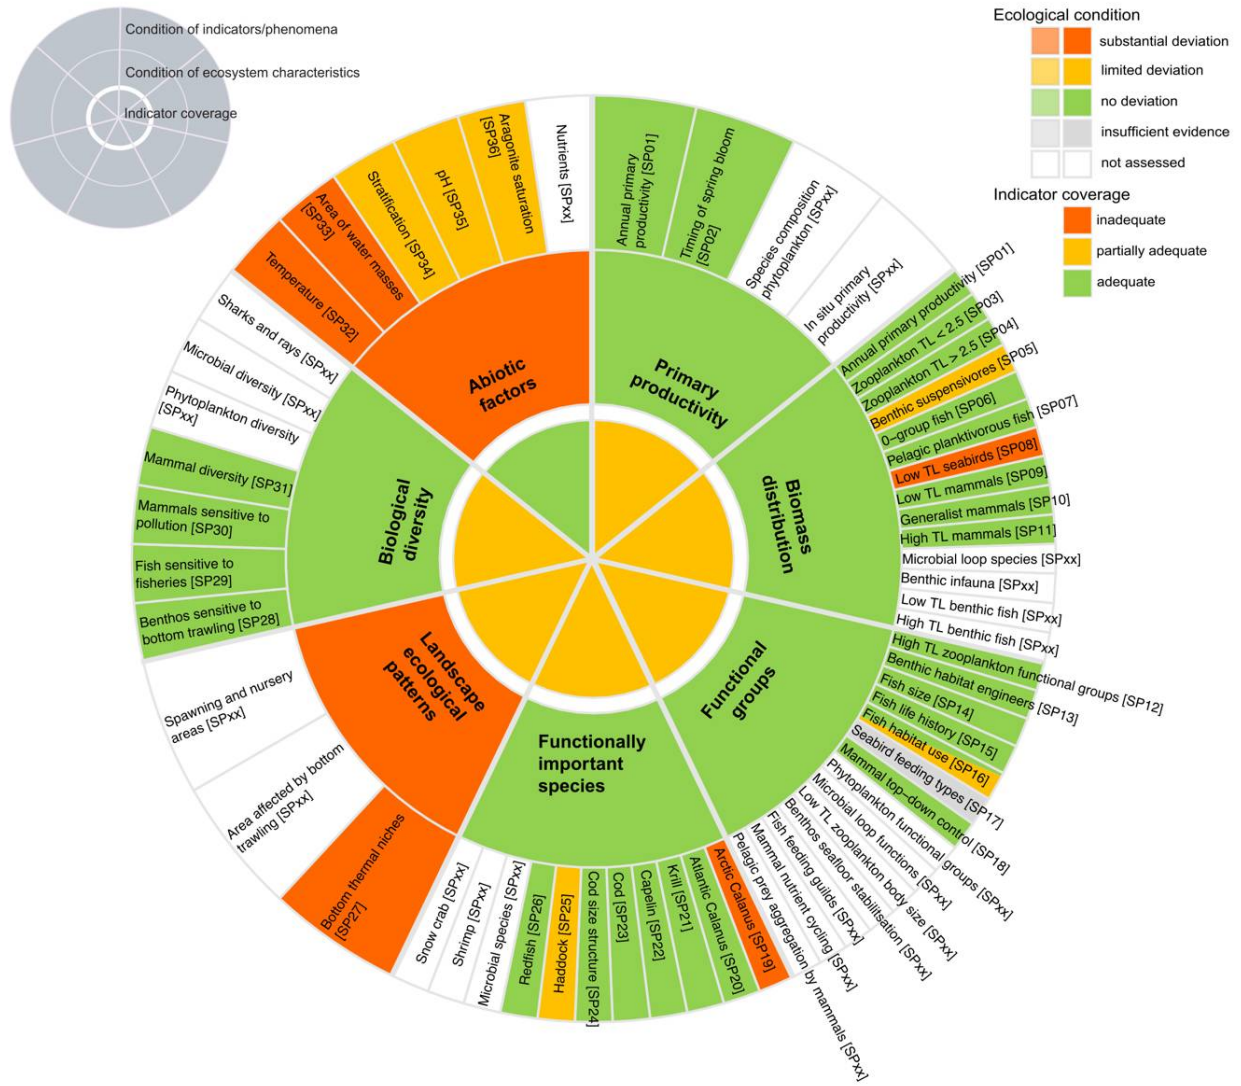 Condition of indicators/phenomena
Condition of ecosystem characteristics
Indicator coverage
Ecological condition
substantial deviation
limited deviation
no deviation
insufficient evidence
not assessed
Indicator coverage
inadequate
partially adequate
adequate
Primary
productivity
Annual primary
productivity [SP01]
Timing of spring bloom
[SP02]
Species composition
phytoplankton [SPxx]
In situ primary
productivity [SPxx]
Biomass
distribution
Annual primary productivity [SP01]
Zooplankton TL < 2.5 [SP03]
Zooplankton TL > 2.5 [SP04]
Benthic suspensivores [SP05]
0-group fish [SP06]
Pelagic planktivorous fish [SP07]
Low TL seabirds [SP08]
Low TL mammals [SP09]
Generalist mammals [SP10]
High TL mammals [SP11]
Microbial loop species [SPxx]
Benthic infauna [SPxx]
Low TL benthic fish [SPxx]
High TL benthic fish [SPxx]
Functional
groups
High TL zooplankton functional groups [SP12]
Benthic habitat engineers [SP13]
Fish size [SP14]
Fish life history [SP15]
Fish habitat use [SP16]
Seabird feeding types [SP17]
Mammal top-down control [SP18]
Phytoplankton functional groups [SPxx]
Microbial loop functions [SPxx]
Low TL zooplankton body size [SPxx]
Benthos seafloor stabilitsation [SPxx]
Fish feeding guilds [SPxx]
Mammal nutrient cycling [SPxx]
Pelagic prey aggregation by mammals [SPxx]
Functionally
important
species
Arctic Calanus [SP19]
Atlantic Calanus [SP20]
Krill [SP21]
Capelin [SP22]
Cod [SP23]
Cod size structure [SP24]
Haddock [SP25]
Redfish [SP26]
Microbial species [SPxx]
Shrimp [SPxx]
Snow crab [SPxx]
Landscape
ecological
patterns
Bottom thermal niches
[SP27]
Area affected by bottom
trawling [SPxx]
Spawning and nursery
areas [SPxx]
Biological
diversity
Benthos sensitive to
bottom trawling [SP28]
Fish sensitive to
fisheries [SP29]
Mammals sensitive to
pollution [SP30]
Mammal diversity [SP31]
Phytoplankton diversity
[SPxx]
Microbial diversity [SPxx]
Sharks and rays [SPxx]
Abiotic
factors
Temperature [SP32]
Area of water masses
[SP33]
Stratification [SP34]
pH [SP35]
Aragonite saturation
[SP36]
Nutrients [SPxx]